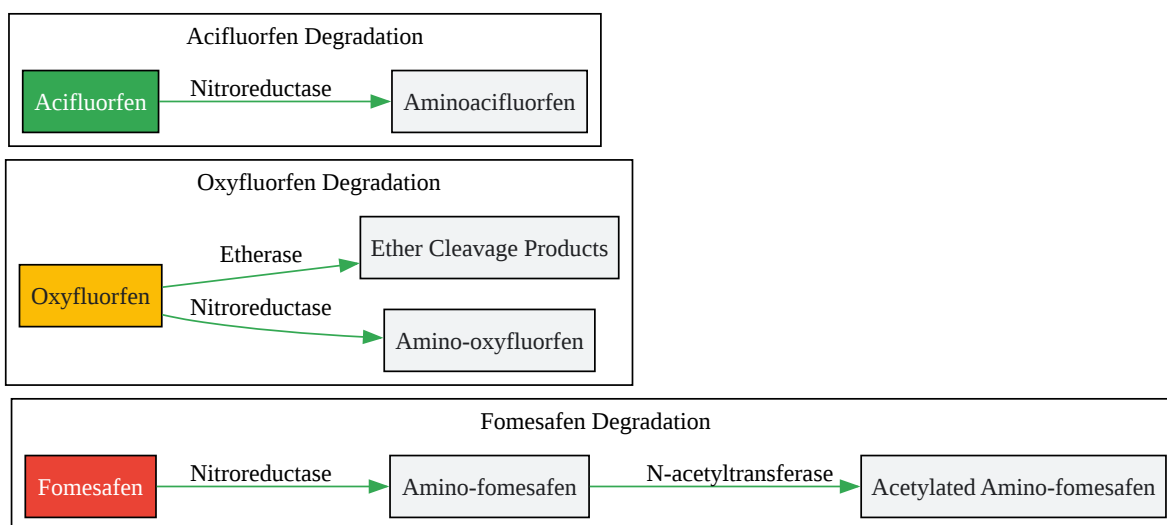 Acifluorfen Degradation
Acifluorfen
Nitroreductase
Aminoacifluorfen
Oxyfluorfen Degradation
Oxyfluorfen
Etherase
Ether Cleavage Products
Nitroreductase
Amino-oxyfluorfen
Fomesafen Degradation
Fomesafen
Nitroreductase
Amino-fomesafen
N-acetyltransferase
Acetylated Amino-fomesafen